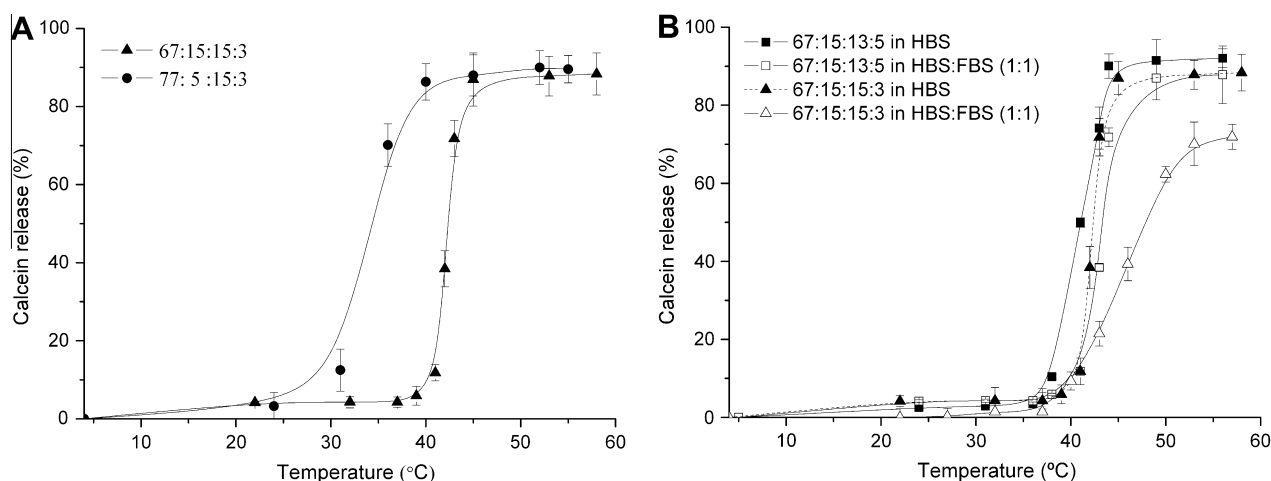 A
67:15:15:3
77: 5 :15:3
Calcein release (%)
100
80
60
40
20
0
10
20
30
40
50
60
Temperature (°C)
B
67:15:13:5 in HBS
67:15:13:5 in HBS:FBS (1:1)
67:15:15:3 in HBS
67:15:15:3 in HBS:FBS (1:1)
Calcein release (%)
100
80
60
40
20
0
10
20
30
40
50
60
Temperature (ºC)